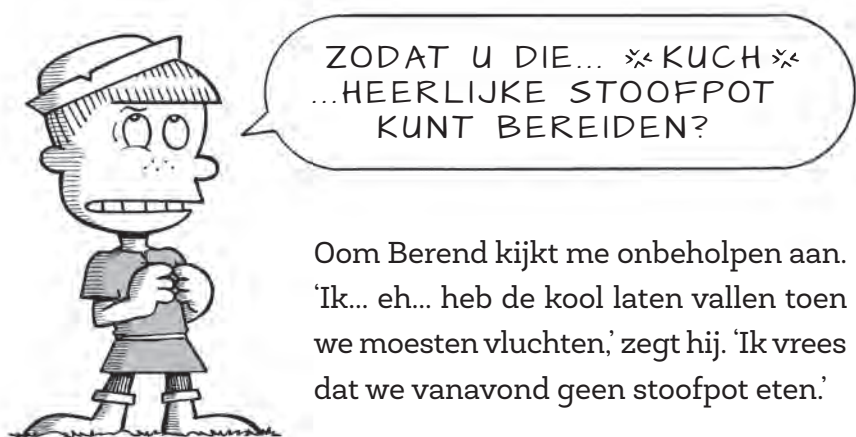 ZODAT U DIE... KUCH
...HEERLIJKE STOOFPOT
KUNT BEREIDEN?
Oom Berend kijkt me onbeholpen aan.
‘Ik... eh... heb de kool laten vallen toen
we moesten vluchten,’ zegt hij. ‘Ik vrees
dat we vanavond geen stoofpot eten.’